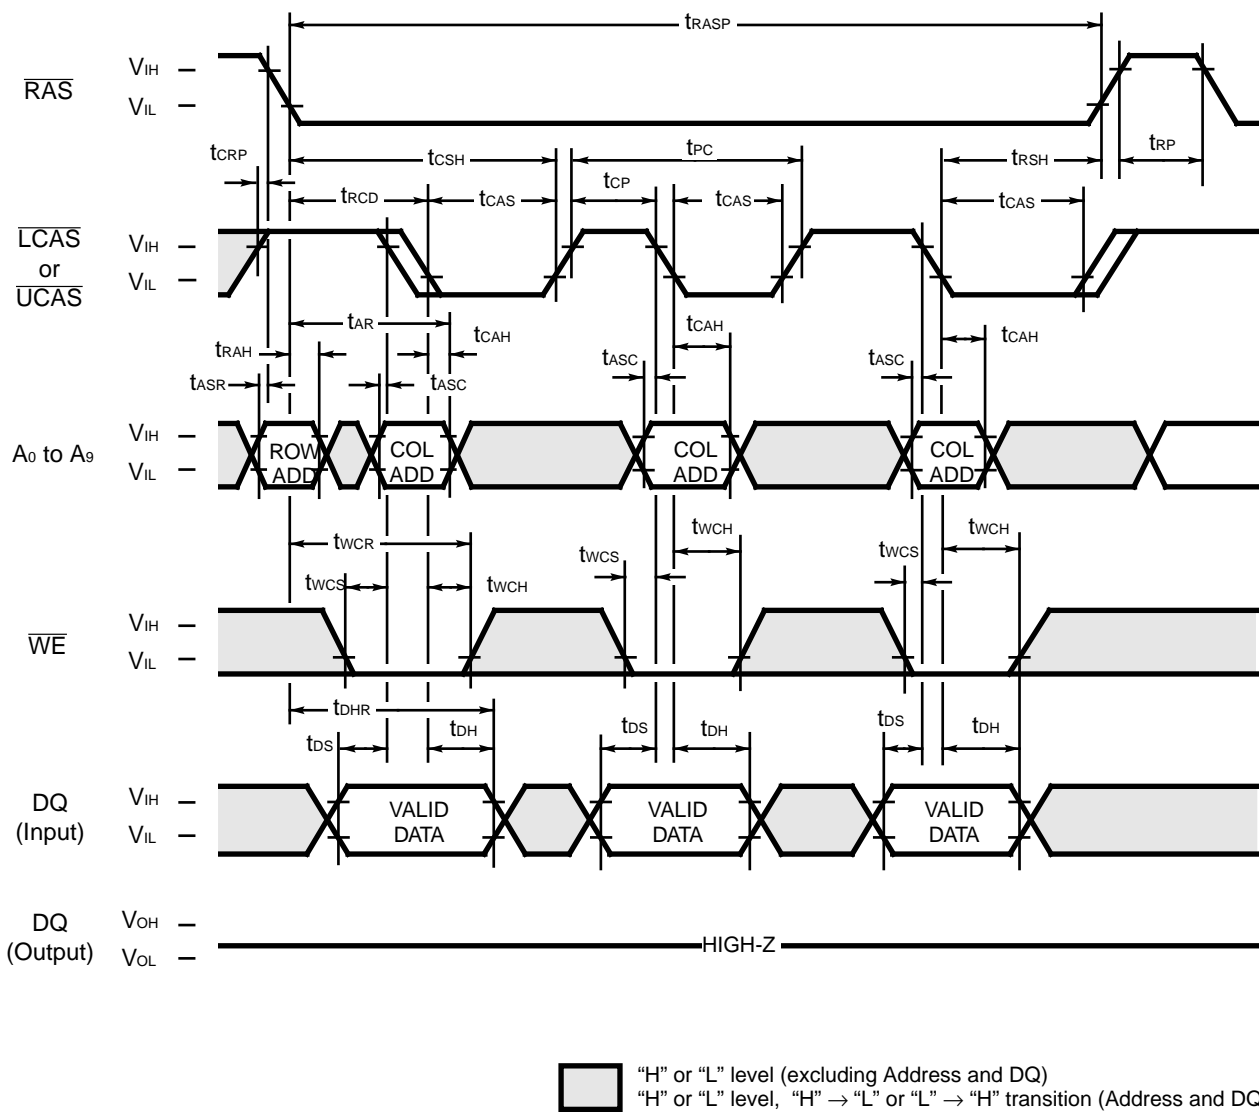 tRASP
RAS
VIH
VIL
tCRP
tCSH
tPC
tRSH
tRP
tRCD
tCAS
tCP
tCAS
tCAS
LCAS
or
UCAS
VIH
VIL
tAR
tCAH
tCAH
tCAH
tRAH
tASC
tASC
tASR
tASC
A0 to A9
VIH
VIL
ROW
ADD
COL
ADD
COL
ADD
COL
ADD
tWCR
tWCH
tWCH
tWCS
tWCS
tWCS
tWCH
WE
VIH
VIL
tDHR
tDS
tDH
tDS
tDH
tDS
tDH
DQ
(Input)
VIH
VIL
VALID
DATA
VALID
DATA
VALID
DATA
DQ
(Output)
VOH
VOL
HIGH-Z
“H” or “L” level (excluding Address and DQ)
“H” or “L” level, “H” → “L” or “L” → “H” transition (Address and DQ